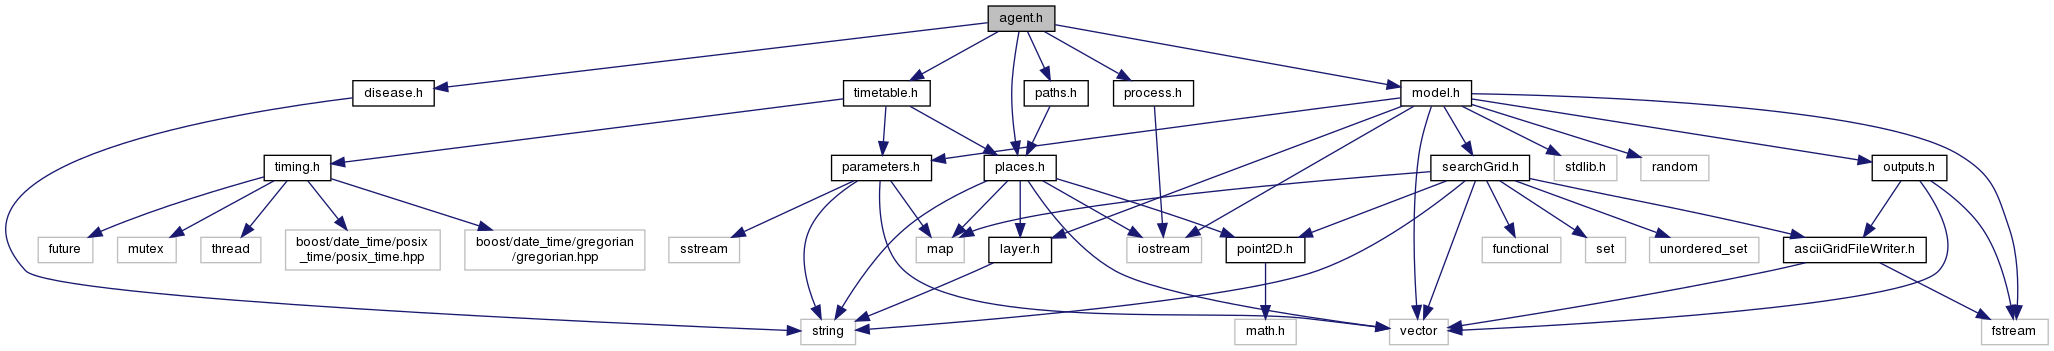 agent.h
disease.h
timetable.h
paths.h
process.h
model.h
timing.h
parameters.h
places.h
searchGrid.h
stdlib.h
random
outputs.h
future
mutex
thread
boost/date_time/posix
_time/posix_time.hpp
boost/date_time/gregorian
/gregorian.hpp
sstream
map
layer.h
iostream
point2D.h
functional
set
unordered_set
asciiGridFileWriter.h
string
math.h
vector
fstream